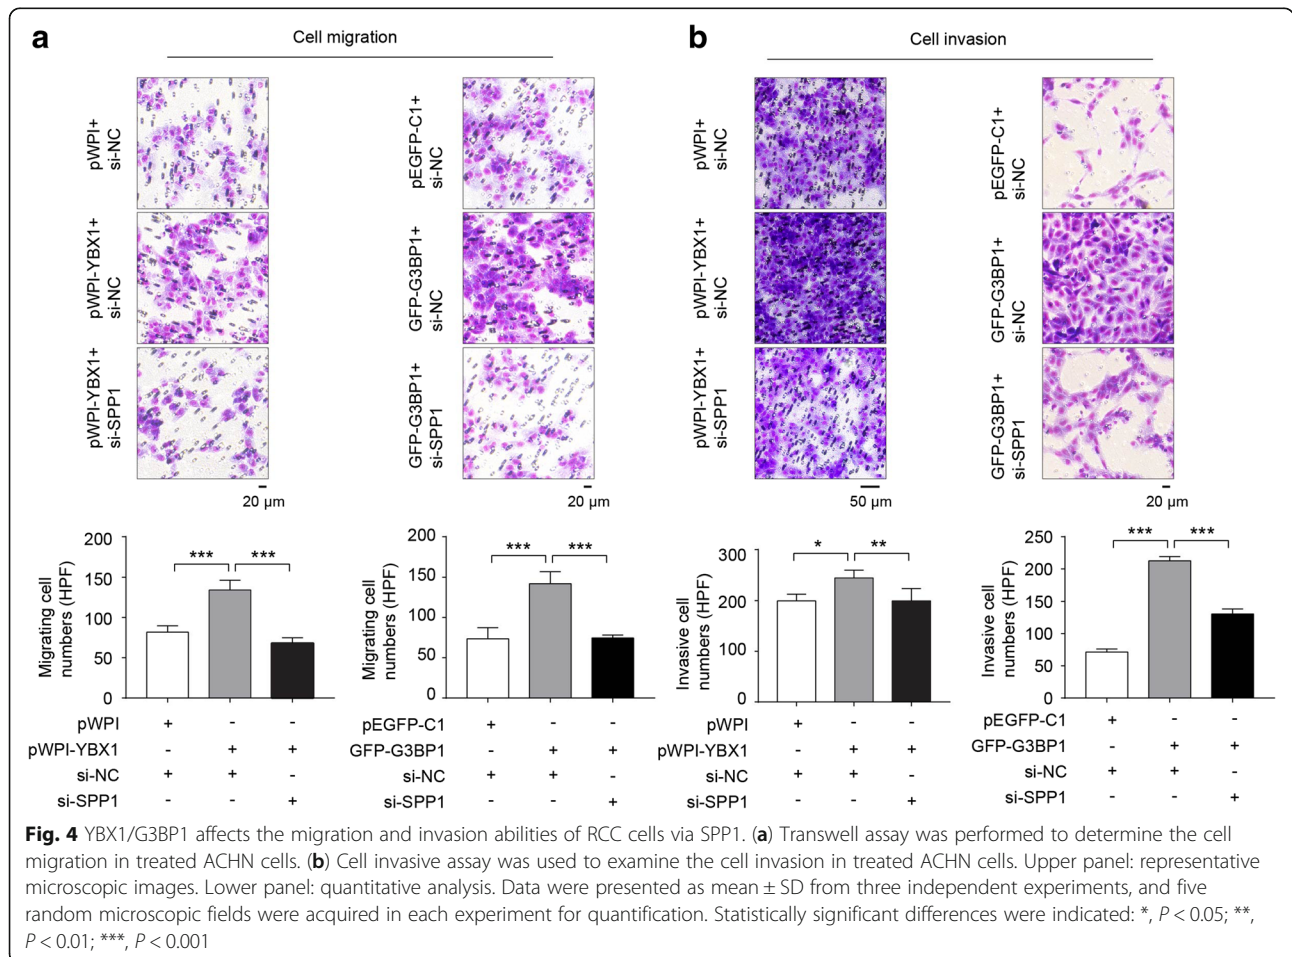 a
Cell migration
pWPI+
si-NC
pWPI-YBX1+
si-NC
pWPI-YBX1+
si-SPP1
20 µm
pEGFP-C1+
si-NC
GFP-G3BP1+
si-NC
GFP-G3BP1+
si-SPP1
20 µm
b
Cell invasion
pWPI+
si-NC
pWPI-YBX1+
si-NC
pWPI-YBX1+
si-SPP1
50 µm
pEGFP-C1+
si-NC
GFP-G3BP1+
si-NC
GFP-G3BP1+
si-SPP1
20 µm
Migrating cell
numbers (HPF)
200
150
100
50
0
*** ***
pWPI + - -
pWPI-YBX1 - + +
si-NC + + -
si-SPP1 - - +
Migrating cell
numbers (HPF)
200
150
100
50
0
*** ***
pEGFP-C1 + - -
GFP-G3BP1 - + +
si-NC + + -
si-SPP1 - - +
Invasive cell
numbers (HPF)
300
200
100
0
* **
pWPI + - -
pWPI-YBX1 - + +
si-NC + + -
si-SPP1 - - +
Invasive cell
numbers (HPF)
250
200
150
100
50
0
*** ***
pEGFP-C1 + - -
GFP-G3BP1 - + +
si-NC + + -
si-SPP1 - - +
Fig. 4 YBX1/G3BP1 affects the migration and invasion abilities of RCC cells via SPP1. (a) Transwell assay was performed to determine the cell
migration in treated ACHN cells. (b) Cell invasive assay was used to examine the cell invasion in treated ACHN cells. Upper panel: representative
microscopic images. Lower panel: quantitative analysis. Data were presented as mean ± SD from three independent experiments, and five
random microscopic fields were acquired in each experiment for quantification. Statistically significant differences were indicated: *, P < 0.05; **,
P < 0.01; ***, P < 0.001